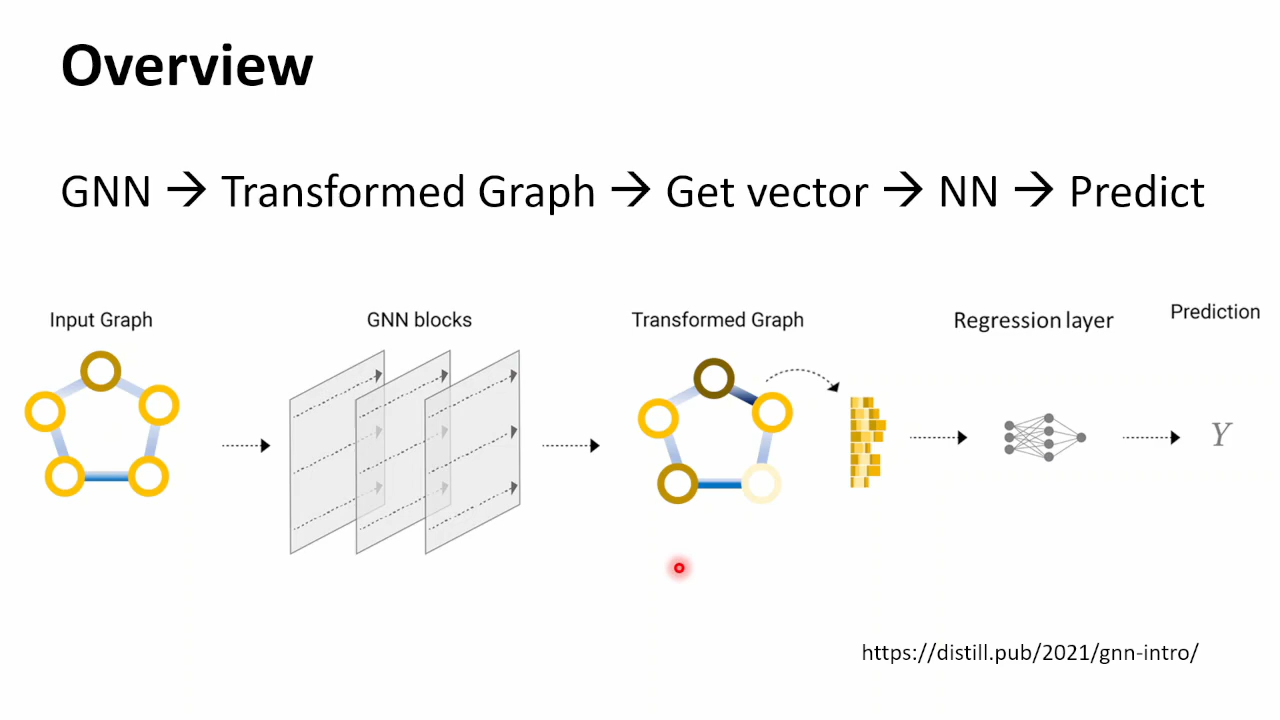 Overview
GNN → Transformed Graph → Get vector → NN → Predict
Input Graph
GNN blocks
Transformed Graph
Regression layer
Prediction
Y
https://distill.pub/2021/gnn-intro/